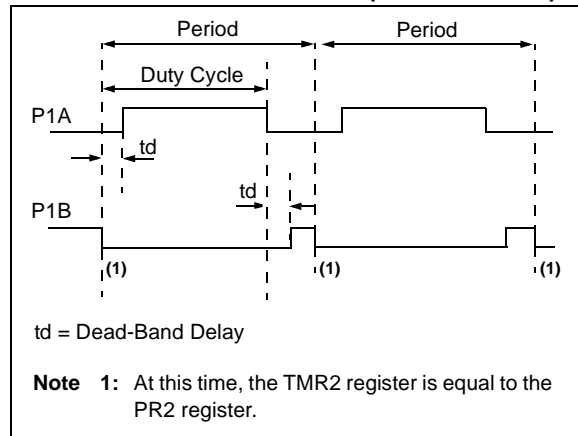 Period Period
Duty Cycle
P1A
td
td
P1B
(1) (1) (1)
td = Dead-Band Delay
Note 1: At this time, the TMR2 register is equal to the
PR2 register.